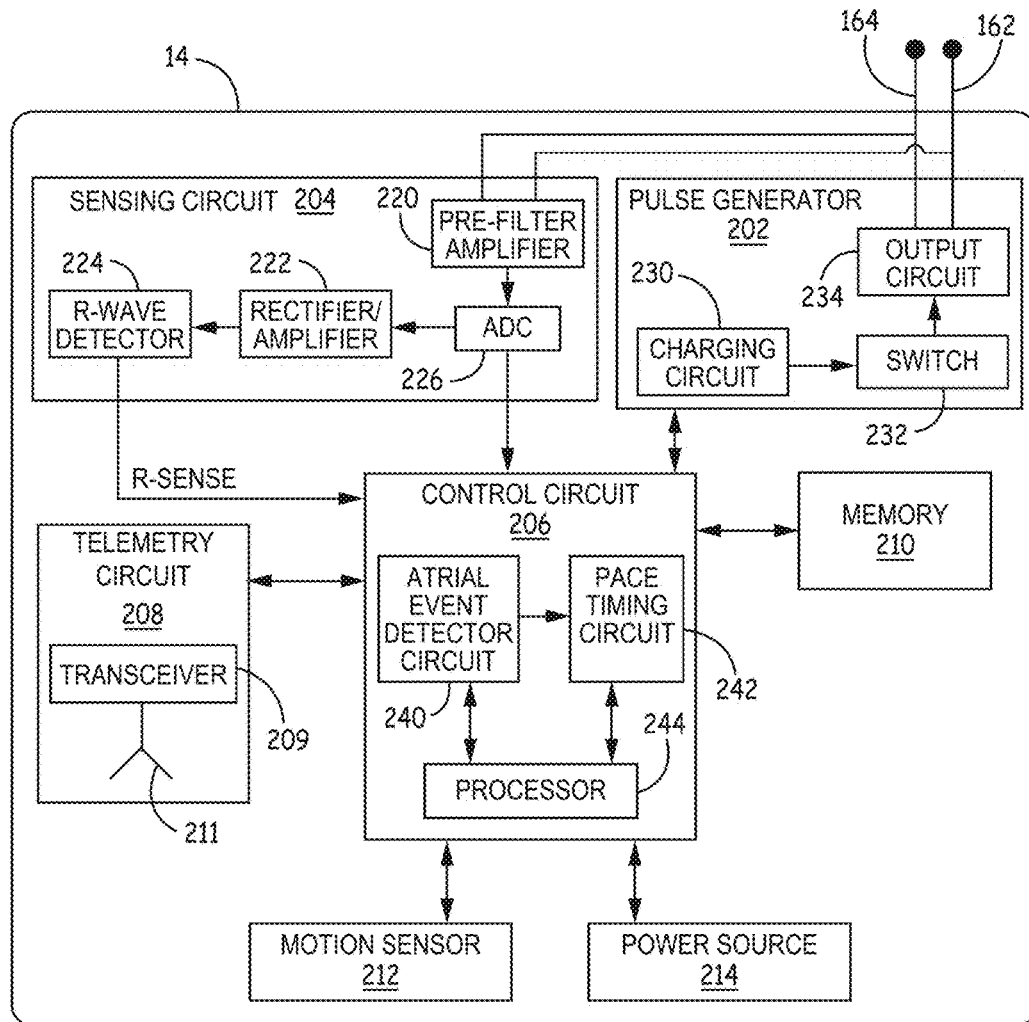 164
162
14
SENSING CIRCUIT 204
220
PRE-FILTER
AMPLIFIER
224
222
R-WAVE
DETECTOR
RECTIFIER/
AMPLIFIER
ADC
226
PULSE GENERATOR
202
OUTPUT
CIRCUIT
234
230
CHARGING
CIRCUIT
SWITCH
232
R-SENSE
CONTROL CIRCUIT
206
MEMORY
210
TELEMETRY
CIRCUIT
208
TRANSCEIVER
209
211
ATRIAL
EVENT
DETECTOR
CIRCUIT
240
PACE
TIMING
CIRCUIT
242
244
PROCESSOR
MOTION SENSOR
212
POWER SOURCE
214